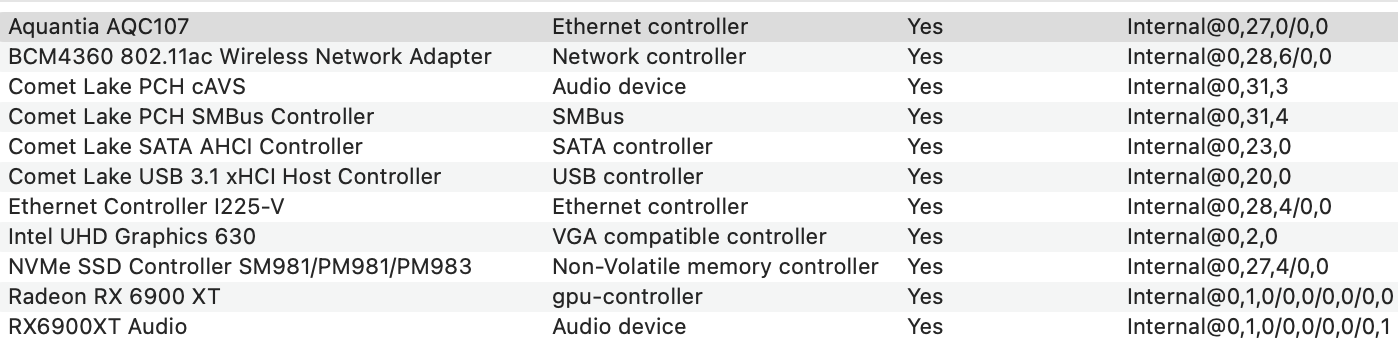 Aquantia AQC107 Ethernet controller Yes Internal@0,27,0/0,0
BCM4360 802.11ac Wireless Network Adapter Network controller Yes Internal@0,28,6/0,0
Comet Lake PCH cAVS Audio device Yes Internal@0,31,3
Comet Lake PCH SMBus Controller SMBus Yes Internal@0,31,4
Comet Lake SATA AHCI Controller SATA controller Yes Internal@0,23,0
Comet Lake USB 3.1 xHCI Host Controller USB controller Yes Internal@0,20,0
Ethernet Controller I225-V Ethernet controller Yes Internal@0,28,4/0,0
Intel UHD Graphics 630 VGA compatible controller Yes Internal@0,2,0
NVMe SSD Controller SM981/PM981/PM983 Non-Volatile memory controller Yes Internal@0,27,4/0,0
Radeon RX 6900 XT gpu-controller Yes Internal@0,1,0/0,0/0,0/0,0
RX6900XT Audio Audio device Yes Internal@0,1,0/0,0/0,0/0,1